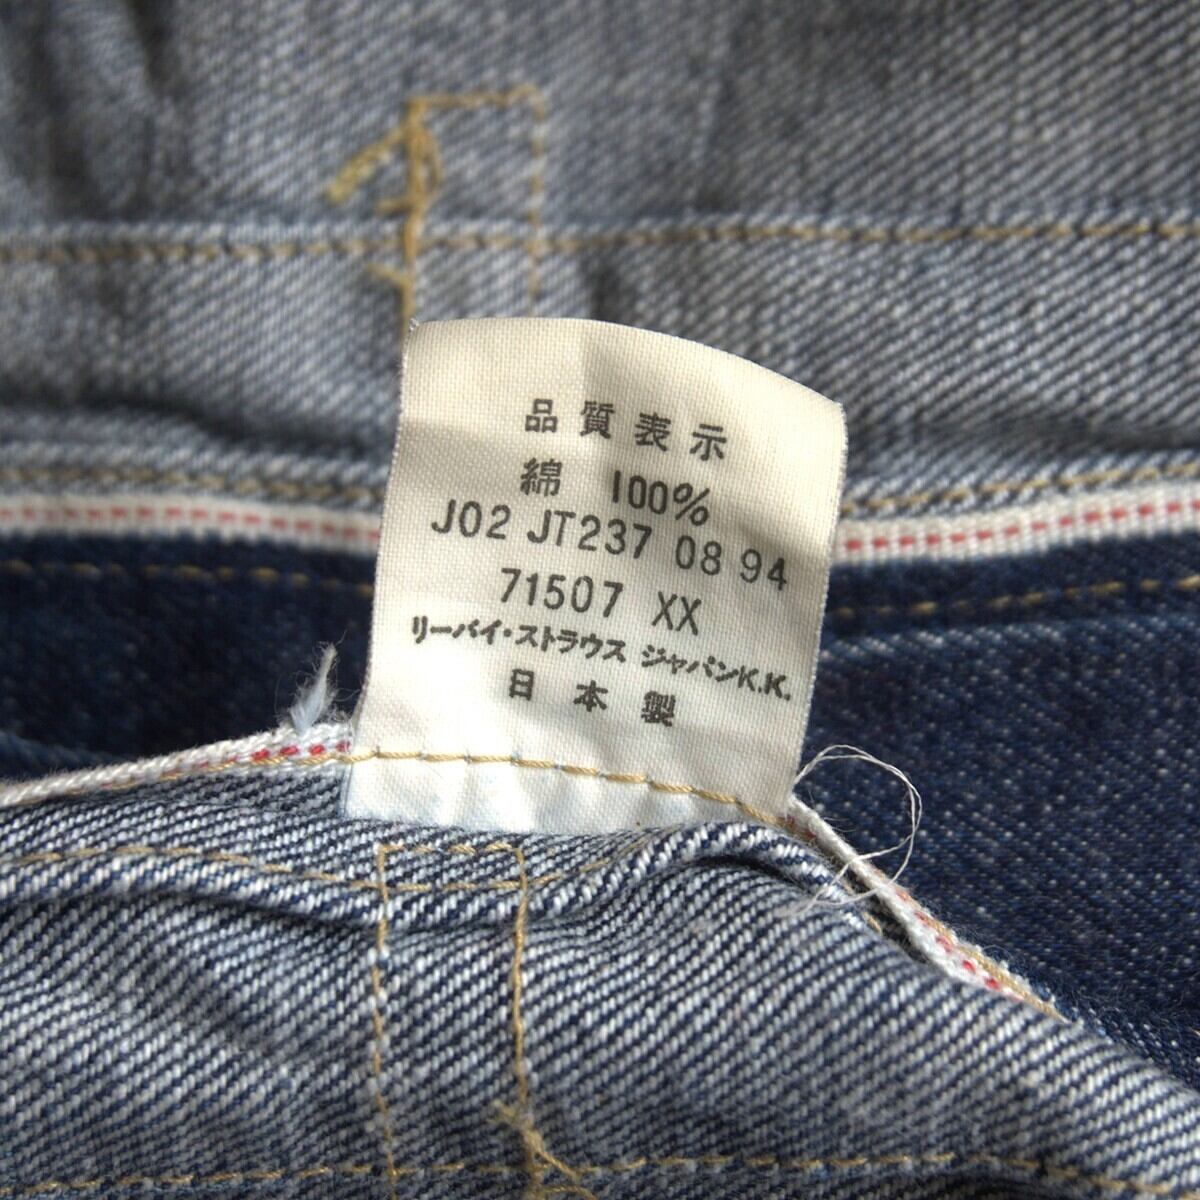 品質表示
綿 100%
J02 JT237 08 94
71507 XX
リーバイ・ストラウス ジャパンK.K.
日本製